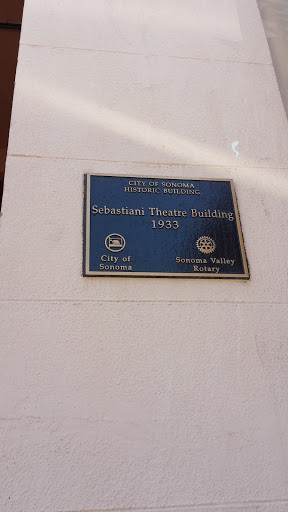 CITY OF SONOMA
HISTORIC BUILDING
Sebastiani Theatre Building
1933
City of
Sonoma
Sonoma Valley
Rotary